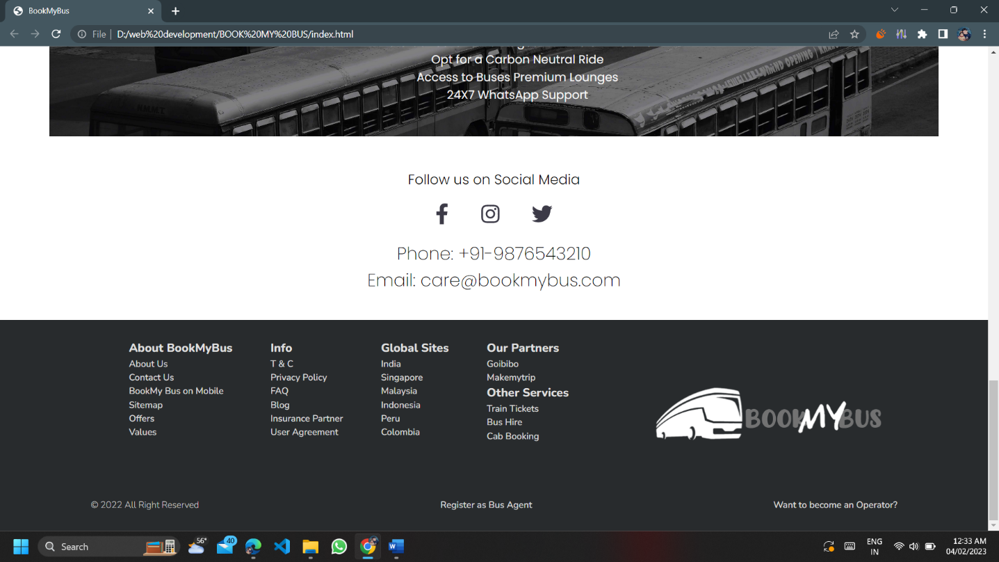 BookMyBus
File
D:/web%20development/BOOK%20MY%20BUS/index.html
Opt for a Carbon Neutral Ride
Access to Buses Premium Lounges
24X7 WhatsApp Support
NMMT
Follow us on Social Media
Phone: +91-9876543210
Email: care@bookmybus.com
About BookMyBus
About Us
Contact Us
BookMy Bus on Mobile
Sitemap
Offers
Values
Info
T & C
Privacy Policy
FAQ
Blog
Insurance Partner
User Agreement
Global Sites
India
Singapore
Malaysia
Indonesia
Peru
Colombia
Our Partners
Goibibo
Makemytrip
Other Services
Train Tickets
Bus Hire
Cab Booking
BOOKMYBUS
© 2022 All Right Reserved
Register as Bus Agent
Want to become an Operator?
Search
56°
40
ENG
IN
12:33 AM
04/02/2023